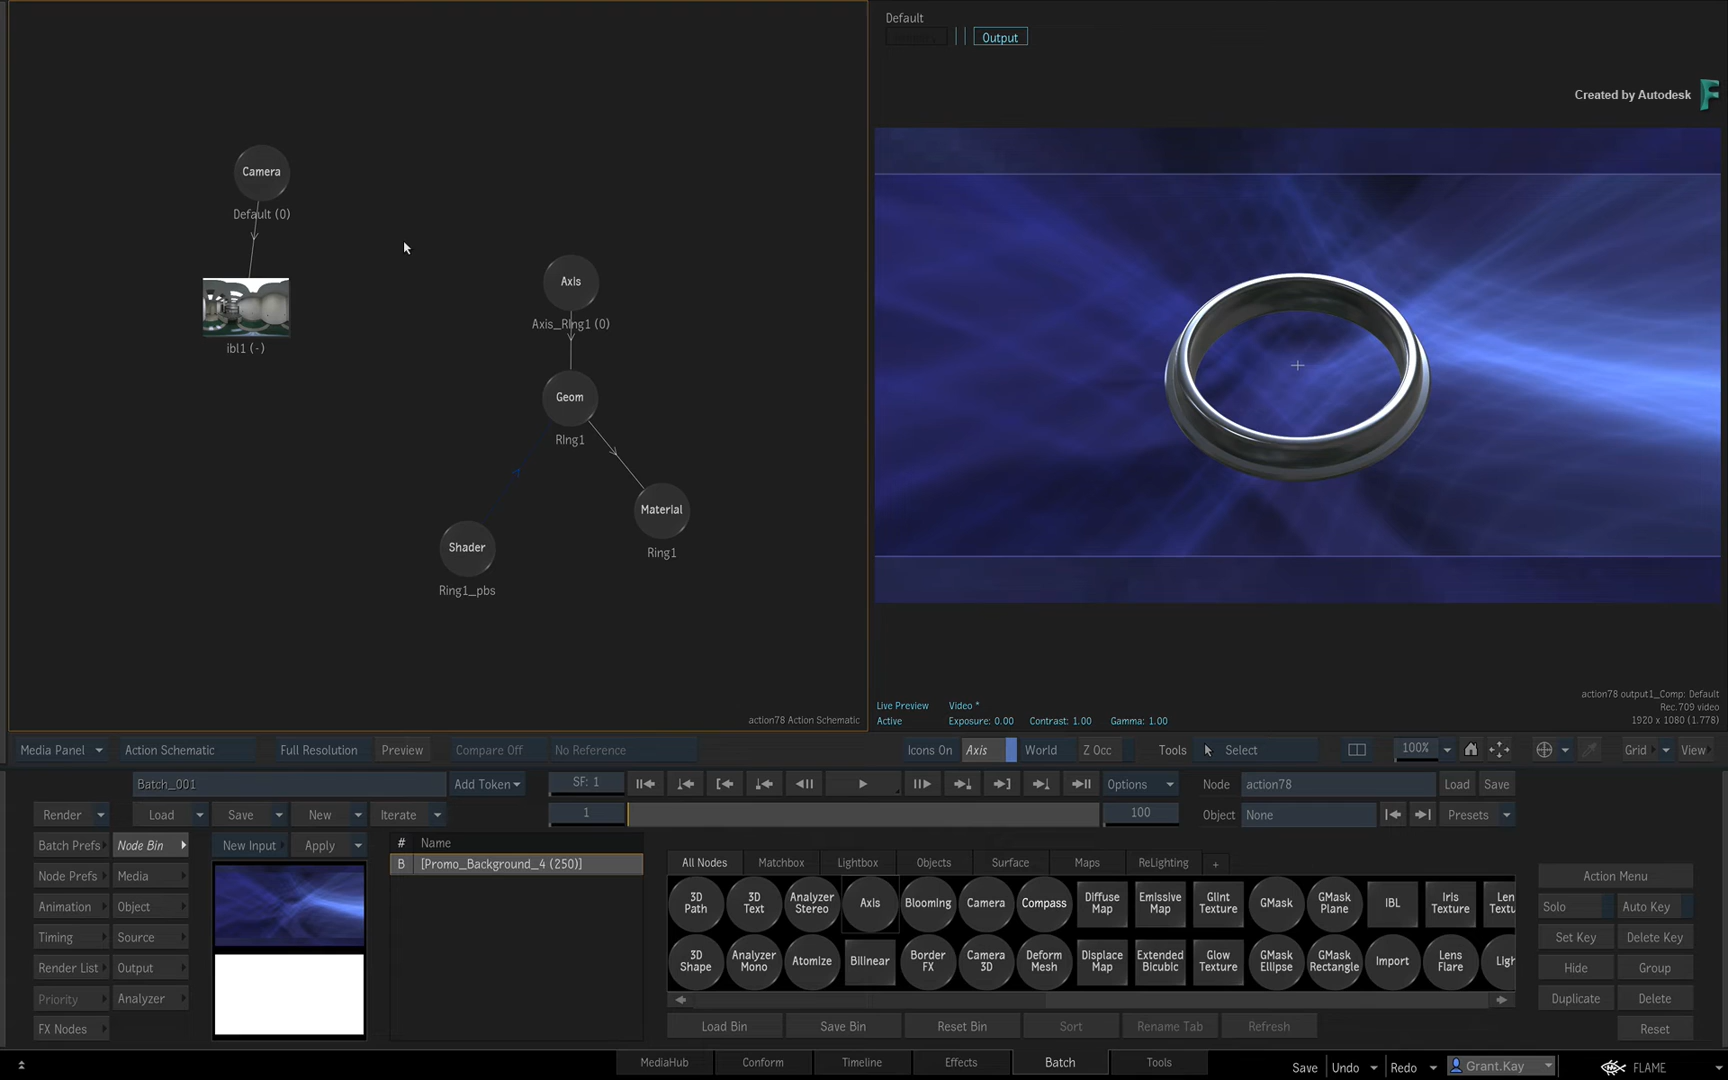 Default
Output
Created by Autodesk
Camera
Default (0)
ibl1 (-)
Axis
Axis_RIng1 (0)
Geom
RIng1
Material
Ring1
Shader
Ring1_pbs
action78 Action Schematic
Live Preview Video *
Active Exposure: 0.00 Contrast: 1.00 Gamma: 1.00
action78 output1_Comp: Default
Rec.709 video
1920 x 1080 (1.778)
Media Panel Action Schematic Full Resolution Preview Compare Off No Reference
Icons On Axis World Z Occ Tools Select 100% Grid View
Batch_001 Add Token SF: 1 Options Node action78 Load Save
Render Load Save New Iterate 1 100 Object None Presets
Batch Prefs Node Bin New Input Apply # Name
B [Promo_Background_4 (250)]
Node Prefs Media
Animation Object
Timing Source
Render List Output
Priority Analyzer
FX Nodes
All Nodes Matchbox Lightbox Objects Surface Maps ReLighting +
3D Path
3D Text
Analyzer Stereo
Axis
Blooming
Camera
Compass
Diffuse Map
Emissive Map
Glint Texture
GMask
GMask Plane
IBL
Iris Texture
3D Shape
Analyzer Mono
Atomize
Bilinear
Border FX
Camera 3D
Deform Mesh
Displace Map
Extended Bicubic
Glow Texture
GMask Ellipse
GMask Rectangle
Import
Lens Flare
Load Bin Save Bin Reset Bin Sort Rename Tab Refresh
Action Menu
Solo Auto Key
Set Key Delete Key
Hide Group
Duplicate Delete
Reset
MediaHub Conform Timeline Effects Batch Tools
Save Undo Redo Grant.Kay FLAME